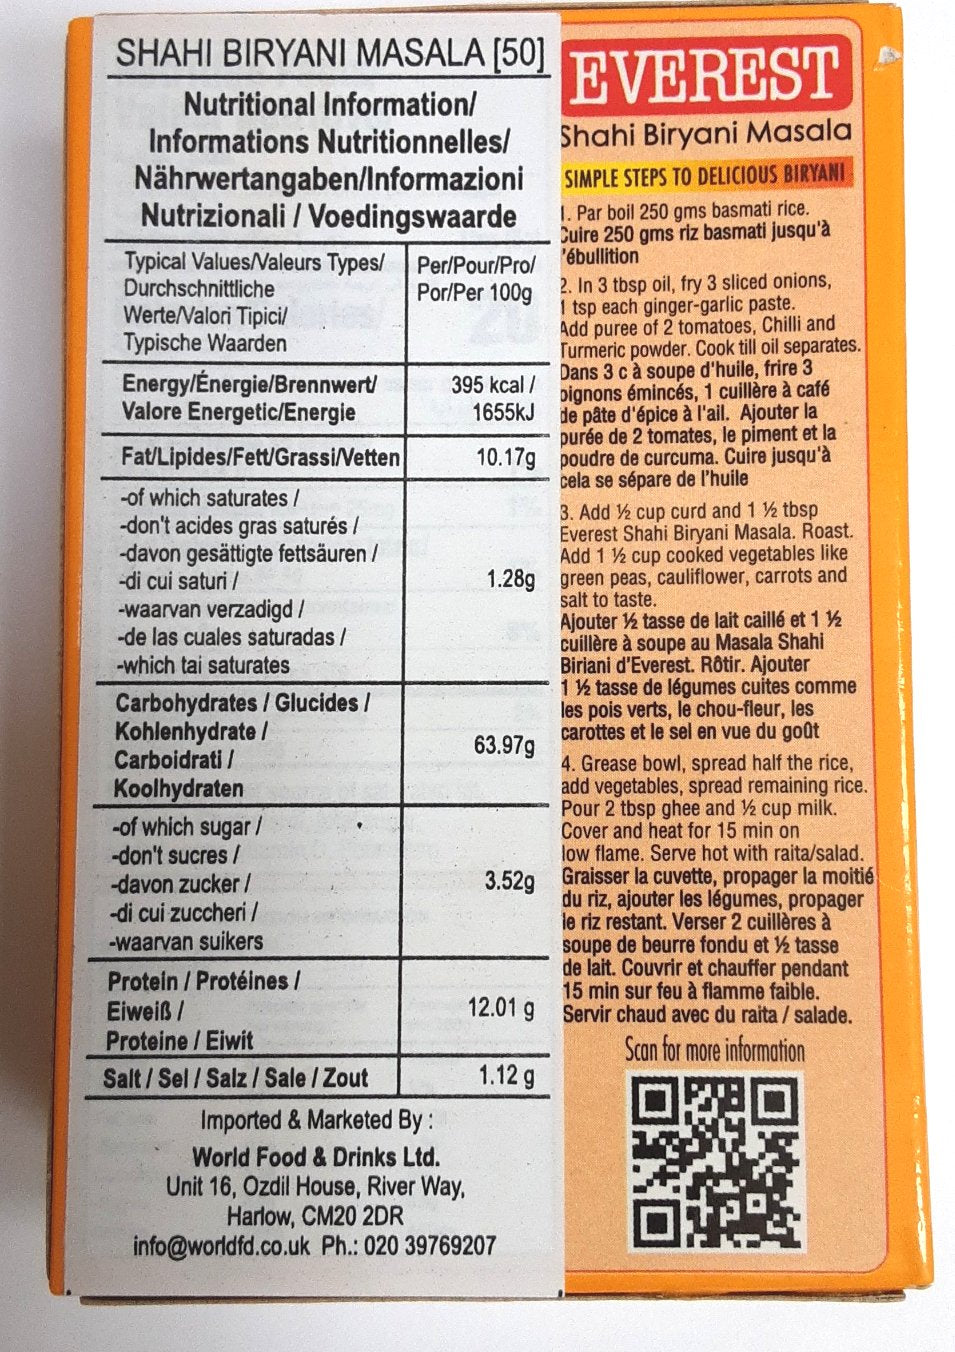 SHAHI BIRYANI MASALA [50]
Nutritional Information/
Informations Nutritionnelles/
Nährwertangaben/Informazioni
Nutrizionali / Voedingswaarde
Typical Values/Valeurs Types/
Durchschnittliche
Werte/Valori Tipici/
Typische Waarden
Per/Pour/Pro/
Por/Per 100g
Energy/Énergie/Brennwert/
Valore Energetic/Energie
395 kcal /
1655kJ
Fat/Lipides/Fett/Grassi/Vetten
10.17g
-of which saturates /
-don't acides gras saturés /
-davon gesättigte fettsäuren /
-di cui saturi /
-waarvan verzadigd /
-de las cuales saturadas /
-which tai saturates
1.28g
Carbohydrates / Glucides /
Kohlenhydrate /
Carboidrati /
Koolhydraten
63.97g
-of which sugar /
-don't sucres /
-davon zucker /
-di cui zuccheri /
-waarvan suikers
3.52g
Protein / Protéines /
Eiweiß /
Proteine / Eiwit
12.01 g
Salt / Sel / Salz / Sale / Zout
1.12 g
Imported & Marketed By :
World Food & Drinks Ltd.
Unit 16, Ozdil House, River Way,
Harlow, CM20 2DR
info@worldfd.co.uk Ph.: 020 39769207
EVEREST
Shahi Biryani Masala
SIMPLE STEPS TO DELICIOUS BIRYANI
1. Par boil 250 gms basmati rice.
Cuire 250 gms riz basmati jusqu'à
'ébullition
2. In 3 tbsp oil, fry 3 sliced onions,
1 tsp each ginger-garlic paste.
Add puree of 2 tomatoes, Chilli and
Turmeric powder. Cook till oil separates.
Dans 3 c à soupe d'huile, frire 3
oignons émincés, 1 cuillère à café
de pâte d'épice à l'ail. Ajouter la
purée de 2 tomates, le piment et la
poudre de curcuma. Cuire jusqu'à
cela se sépare de l'huile
3. Add ½ cup curd and 1 ½ tbsp
Everest Shahi Biryani Masala. Roast.
Add 1 ½ cup cooked vegetables like
green peas, cauliflower, carrots and
salt to taste.
Ajouter ½ tasse de lait caillé et 1 ½
cuillère à soupe au Masala Shahi
Biriani d'Everest. Rôtir. Ajouter
1 ½ tasse de légumes cuites comme
les pois verts, le chou-fleur, les
carottes et le sel en vue du goût
4. Grease bowl, spread half the rice,
add vegetables, spread remaining rice.
Pour 2 tbsp ghee and ½ cup milk.
Cover and heat for 15 min on
low flame. Serve hot with raita/salad.
Graisser la cuvette, propager la moitié
du riz, ajouter les légumes, propager
le riz restant. Verser 2 cuillères à
soupe de beurre fondu et ½ tasse
de lait. Couvrir et chauffer pendant
15 min sur feu à flamme faible.
Servir chaud avec du raita / salade.
Scan for more information